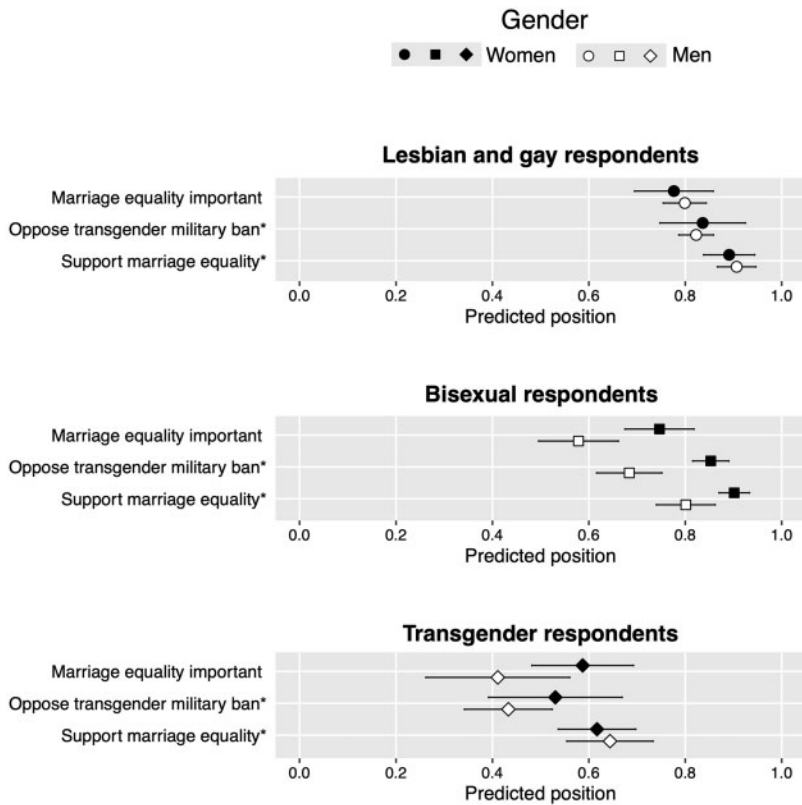 Gender
Women Men
Lesbian and gay respondents
Marriage equality important
Oppose transgender military ban*
Support marriage equality*
0.0 0.2 0.4 0.6 0.8 1.0
Predicted position
Bisexual respondents
Marriage equality important
Oppose transgender military ban*
Support marriage equality*
0.0 0.2 0.4 0.6 0.8 1.0
Predicted position
Transgender respondents
Marriage equality important
Oppose transgender military ban*
Support marriage equality*
0.0 0.2 0.4 0.6 0.8 1.0
Predicted position